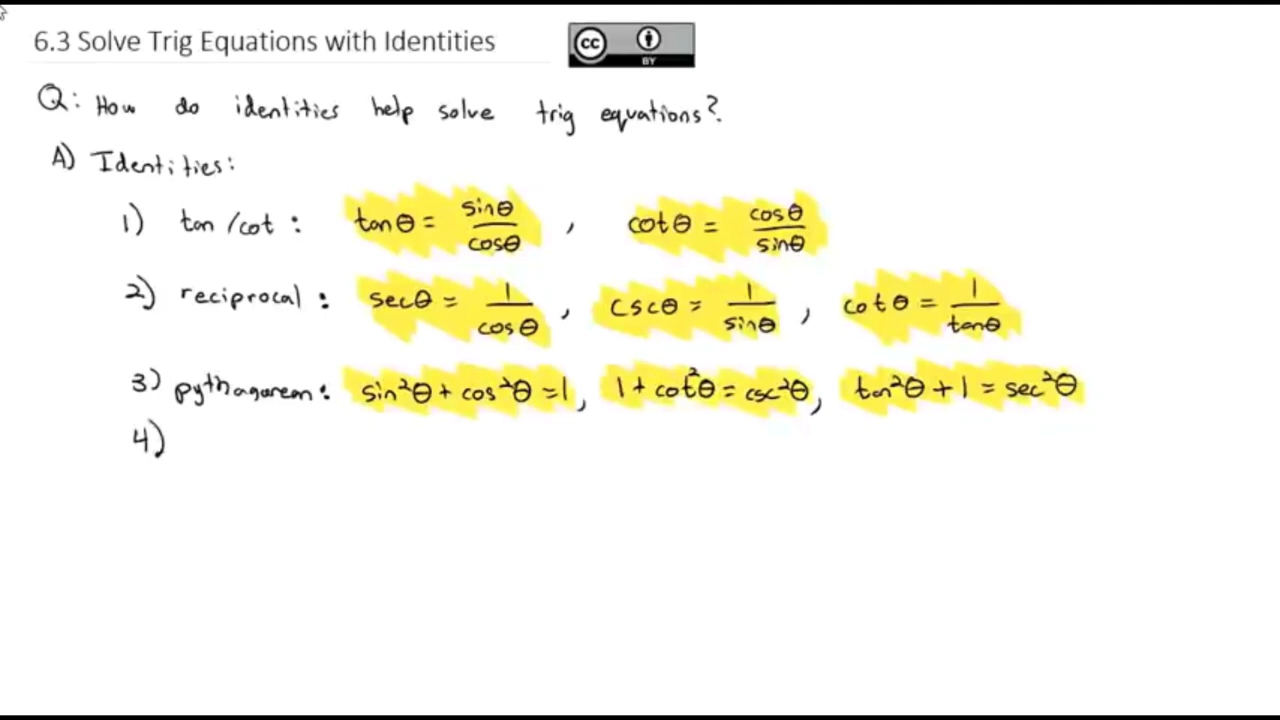 6.3 Solve Trig Equations with Identities
cc BY
Q: How do identities help solve trig equations?
A) Identities:
1) tan/cot: tanθ = sinθ/cosθ, cotθ = cosθ/sinθ
2) reciprocal: secθ = 1/cosθ, cscθ = 1/sinθ, cotθ = 1/tanθ
3) pythagorean: sin²θ + cos²θ = 1, 1 + cot²θ = csc²θ, tan²θ + 1 = sec²θ
4)